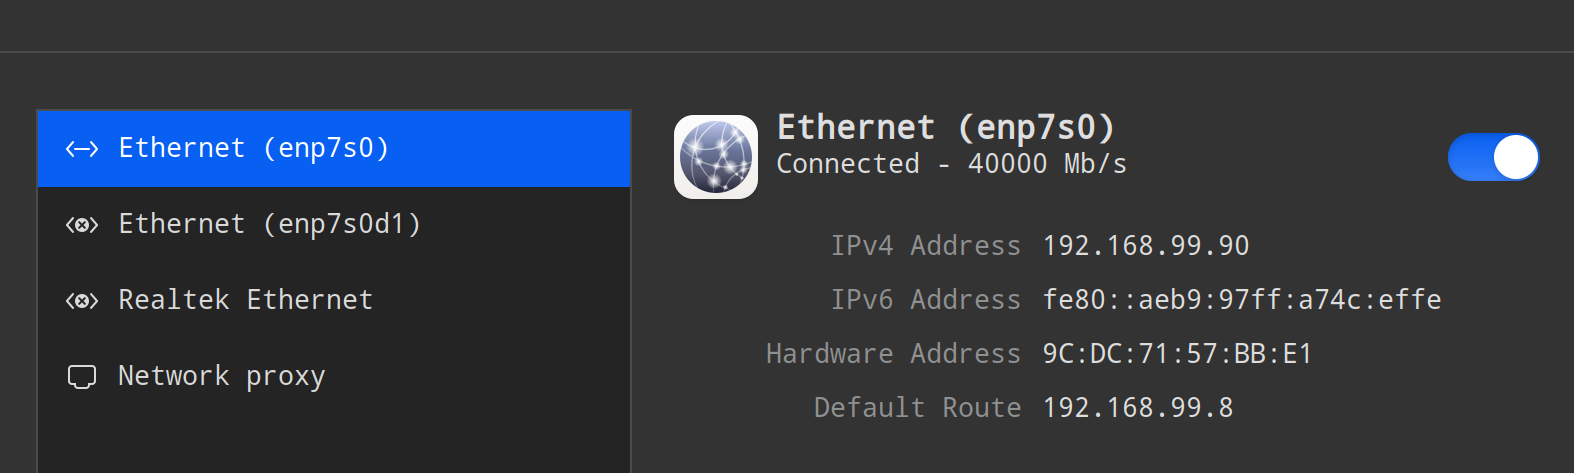 Ethernet (enp7s0)
Ethernet (enp7s0d1)
Realtek Ethernet
Network proxy
Ethernet (enp7s0)
Connected - 40000 Mb/s
IPv4 Address 192.168.99.90
IPv6 Address fe80::aeb9:97ff:a74c:effe
Hardware Address 9C:DC:71:57:BB:E1
Default Route 192.168.99.8